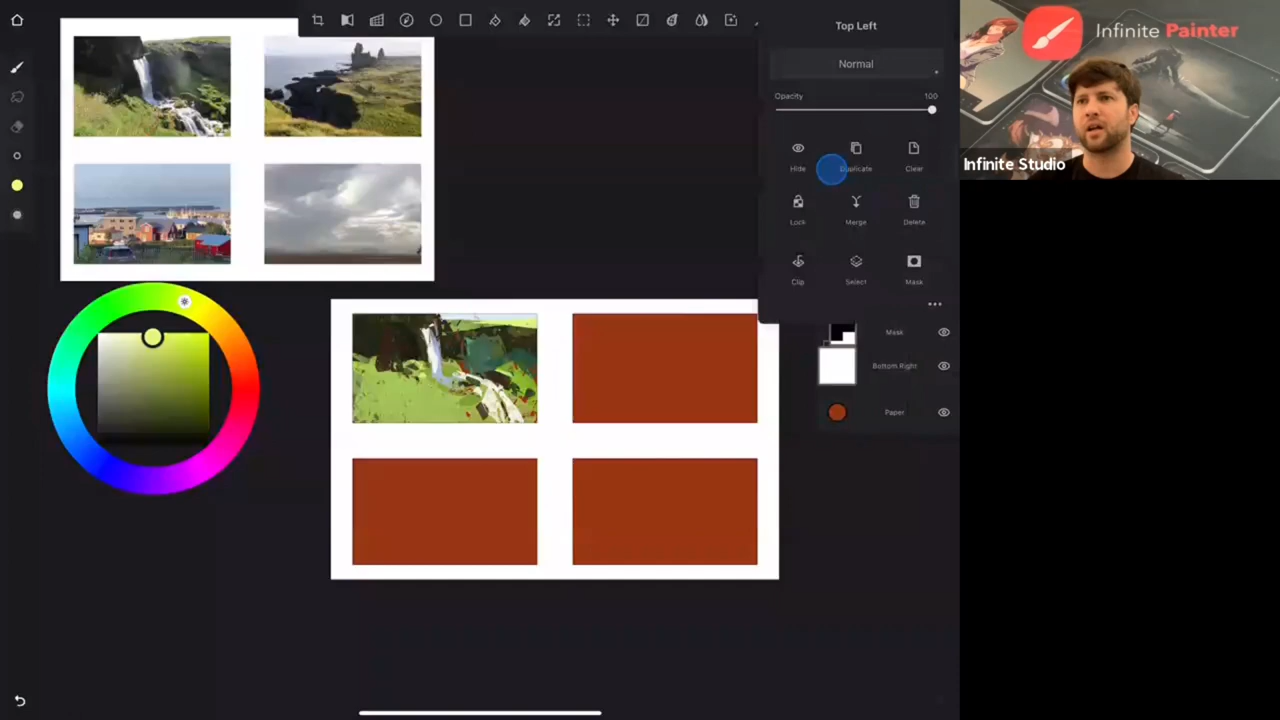 Top Left
Normal
Opacity
100
Hide
Duplicate
Clear
Lock
Merge
Delete
Clip
Select
Mask
Mask
Bottom Right
Paper
Infinite Painter
Infinite Studio